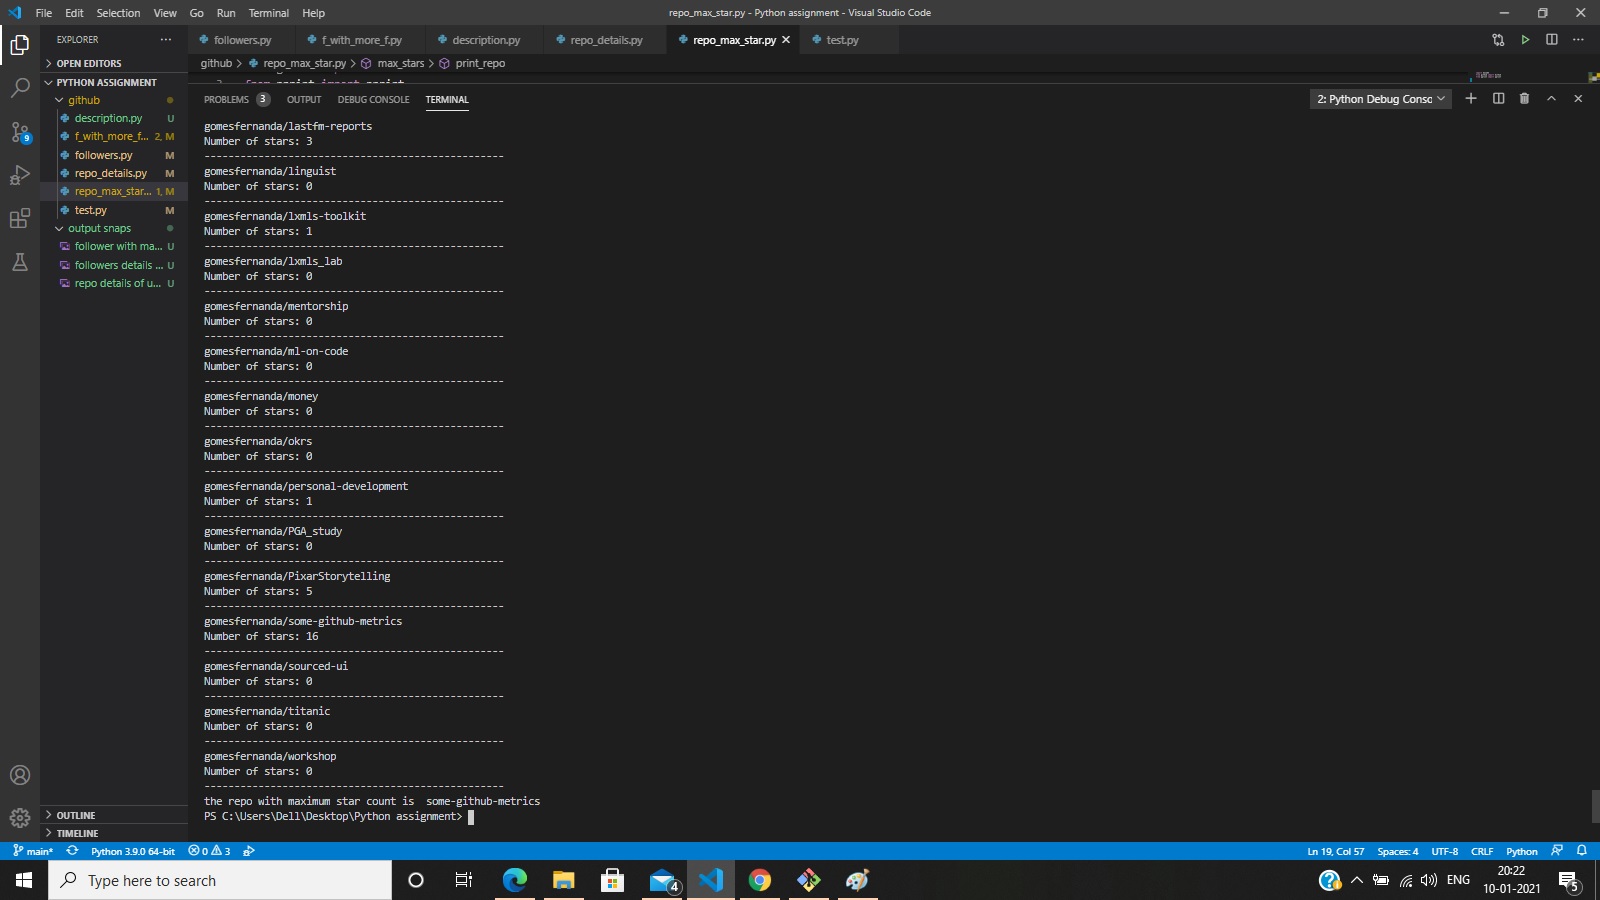 File Edit Selection View Go Run Terminal Help
repo_max_star.py - Python assignment - Visual Studio Code
EXPLORER
followers.py f_with_more_f.py description.py repo_details.py repo_max_star.py test.py
OPEN EDITORS
github > repo_max_star.py > max_stars > print_repo
PYTHON ASSIGNMENT
github
description.py U
f_with_more_f... 2, M
followers.py M
repo_details.py M
repo_max_star... 1, M
test.py M
output snaps
follower with ma... U
followers details ... U
repo details of u... U
9
OUTLINE
TIMELINE
PROBLEMS 3 OUTPUT DEBUG CONSOLE TERMINAL
2: Python Debug Consc
gomesfernanda/lastfm-reports
Number of stars: 3
--------------------------------------------------
gomesfernanda/linguist
Number of stars: 0
--------------------------------------------------
gomesfernanda/lxmls-toolkit
Number of stars: 1
--------------------------------------------------
gomesfernanda/lxmls_lab
Number of stars: 0
--------------------------------------------------
gomesfernanda/mentorship
Number of stars: 0
--------------------------------------------------
gomesfernanda/ml-on-code
Number of stars: 0
--------------------------------------------------
gomesfernanda/money
Number of stars: 0
--------------------------------------------------
gomesfernanda/okrs
Number of stars: 0
--------------------------------------------------
gomesfernanda/personal-development
Number of stars: 1
--------------------------------------------------
gomesfernanda/PGA_study
Number of stars: 0
--------------------------------------------------
gomesfernanda/PixarStorytelling
Number of stars: 5
--------------------------------------------------
gomesfernanda/some-github-metrics
Number of stars: 16
--------------------------------------------------
gomesfernanda/sourced-ui
Number of stars: 0
--------------------------------------------------
gomesfernanda/titanic
Number of stars: 0
--------------------------------------------------
gomesfernanda/workshop
Number of stars: 0
--------------------------------------------------
the repo with maximum star count is  some-github-metrics
PS C:\Users\Dell\Desktop\Python assignment>
main* Python 3.9.0 64-bit 0 3
Ln 19, Col 57 Spaces: 4 UTF-8 CRLF Python
Type here to search
4
ENG
20:22
10-01-2021
5